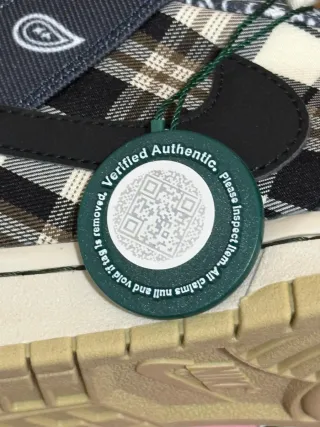 Verified Authentic.
Please inspect item. All claims null and void if tag is removed.